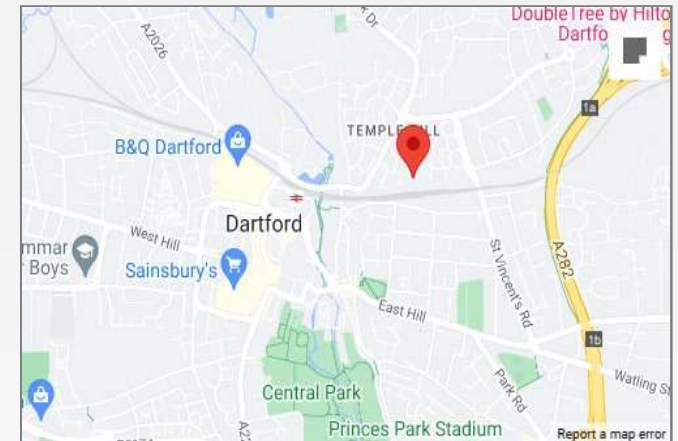 DoubleTree by Hilto
Dartfo
g
A2026
k Dr
1a
TEMPLE HILL
B&Q Dartford
Dartford
West Hill
mmar
r Boys
Sainsbury's
St Vincent's Rd
A282
East Hill
1b
Watling St
Park Rd
Central Park
Princes Park Stadium
Report a map error